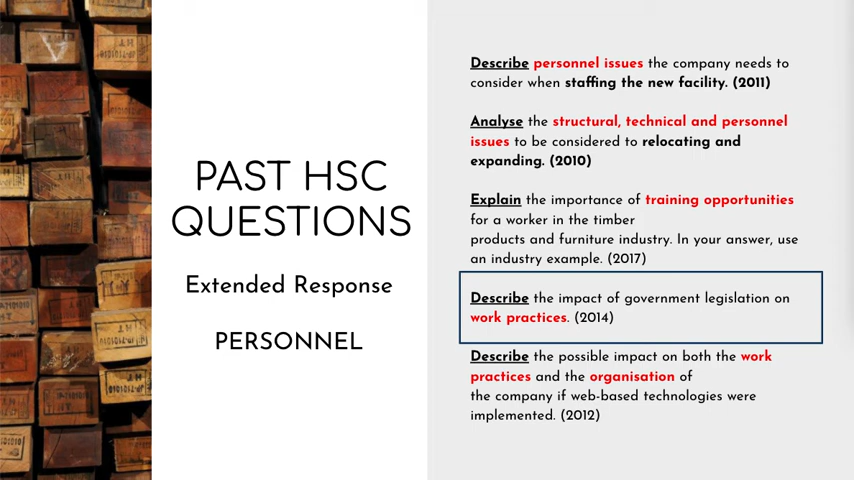 PAST HSC
QUESTIONS
Extended Response
PERSONNEL
Describe personnel issues the company needs to
consider when staffing the new facility. (2011)
Analyse the structural, technical and personnel
issues to be considered to relocating and
expanding. (2010)
Explain the importance of training opportunities
for a worker in the timber
products and furniture industry. In your answer, use
an industry example. (2017)
Describe the impact of government legislation on
work practices. (2014)
Describe the possible impact on both the work
practices and the organisation of
the company if web-based technologies were
implemented. (2012)